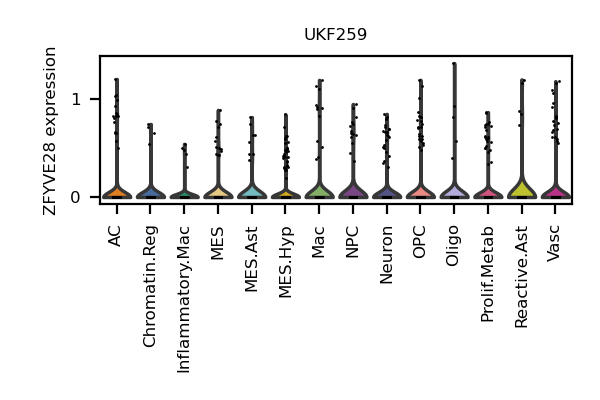 UKF259
ZFYVE28 expression
1
0
AC
Chromatin.Reg
Inflammatory.Mac
MES
MES.Ast
MES.Hyp
Mac
NPC
Neuron
OPC
Oligo
Prolif.Metab
Reactive.Ast
Vasc